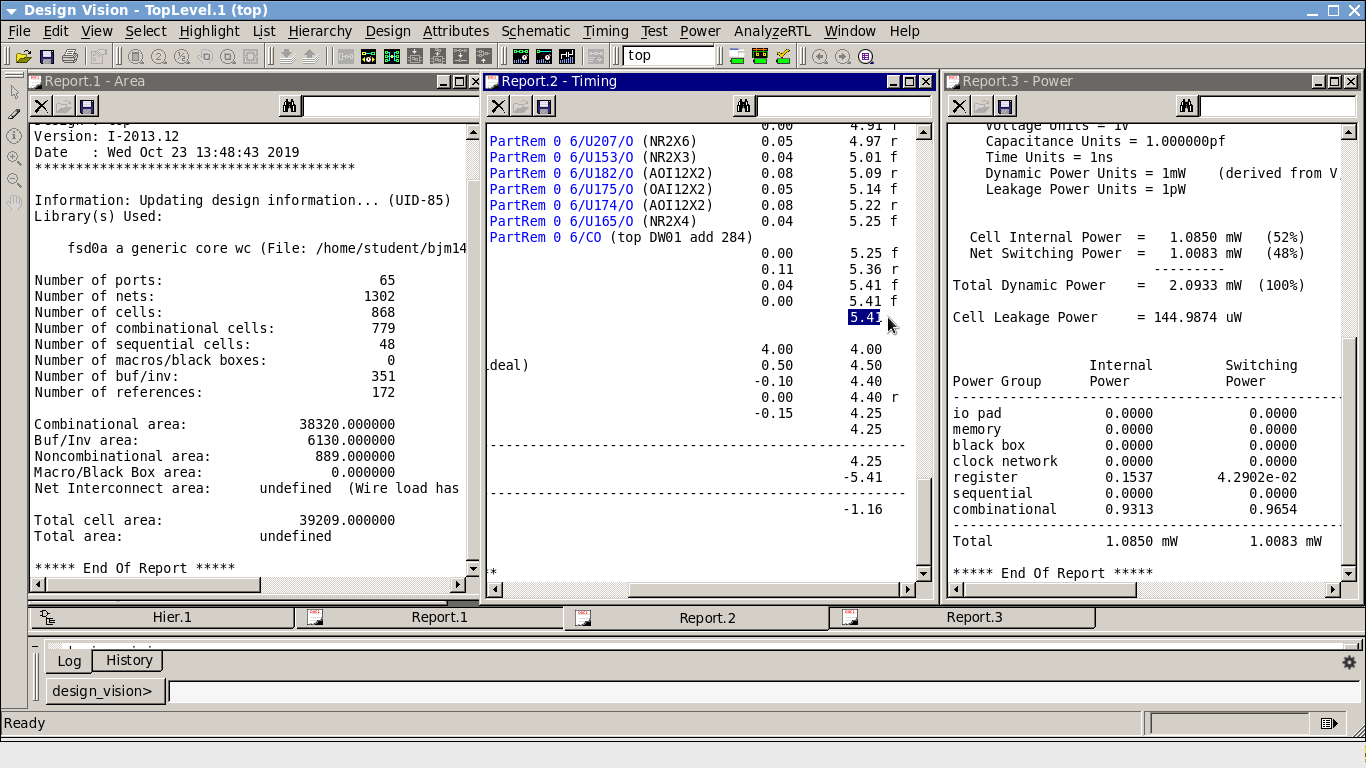 Design Vision - TopLevel.1 (top)
File Edit View Select Highlight List Hierarchy Design Attributes Schematic Timing Test Power AnalyzeRTL Window Help
top
Report.1 - Area
Version: I-2013.12
Date   : Wed Oct 23 13:48:43 2019
****************************************
Information: Updating design information... (UID-85)
Library(s) Used:
fsd0a a generic core wc (File: /home/student/bjm14
Number of ports: 65
Number of nets: 1302
Number of cells: 868
Number of combinational cells: 779
Number of sequential cells: 48
Number of macros/black boxes: 0
Number of buf/inv: 351
Number of references: 172
Combinational area: 38320.000000
Buf/Inv area: 6130.000000
Noncombinational area: 889.000000
Macro/Black Box area: 0.000000
Net Interconnect area: undefined (Wire load has
Total cell area: 39209.000000
Total area: undefined
***** End Of Report *****
Report.2 - Timing
0.00 4.91 f
PartRem 0 6/U207/O (NR2X6) 0.05 4.97 r
PartRem 0 6/U153/O (NR2X3) 0.04 5.01 f
PartRem 0 6/U182/O (AOI12X2) 0.08 5.09 r
PartRem 0 6/U175/O (OAI12X2) 0.05 5.14 f
PartRem 0 6/U174/O (AOI12X2) 0.08 5.22 r
PartRem 0 6/U165/O (NR2X4) 0.04 5.25 f
PartRem 0 6/CO (top DW01 add 284)
0.00 5.25 f
0.11 5.36 r
0.04 5.41 f
0.00 5.41 f
5.41
4.00 4.00
deal) 0.50 4.50
-0.10 4.40
0.00 4.40 r
-0.15 4.25
4.25
-----------------------------------------------------
4.25
-5.41
-----------------------------------------------------
-1.16
Report.3 - Power
Voltage Units = 1V
Capacitance Units = 1.000000pf
Time Units = 1ns
Dynamic Power Units = 1mW (derived from V,
Leakage Power Units = 1pW
Cell Internal Power = 1.0850 mW (52%)
Net Switching Power = 1.0083 mW (48%)
---------
Total Dynamic Power = 2.0933 mW (100%)
Cell Leakage Power = 144.9874 uW
Internal Switching
Power Group Power Power
--------------------------------------------------
io pad 0.0000 0.0000
memory 0.0000 0.0000
black box 0.0000 0.0000
clock network 0.0000 0.0000
register 0.1537 4.2902e-02
sequential 0.0000 0.0000
combinational 0.9313 0.9654
--------------------------------------------------
Total 1.0850 mW 1.0083 mW
***** End Of Report *****
Hier.1 Report.1 Report.2 Report.3
Log History
design_vision>
Ready